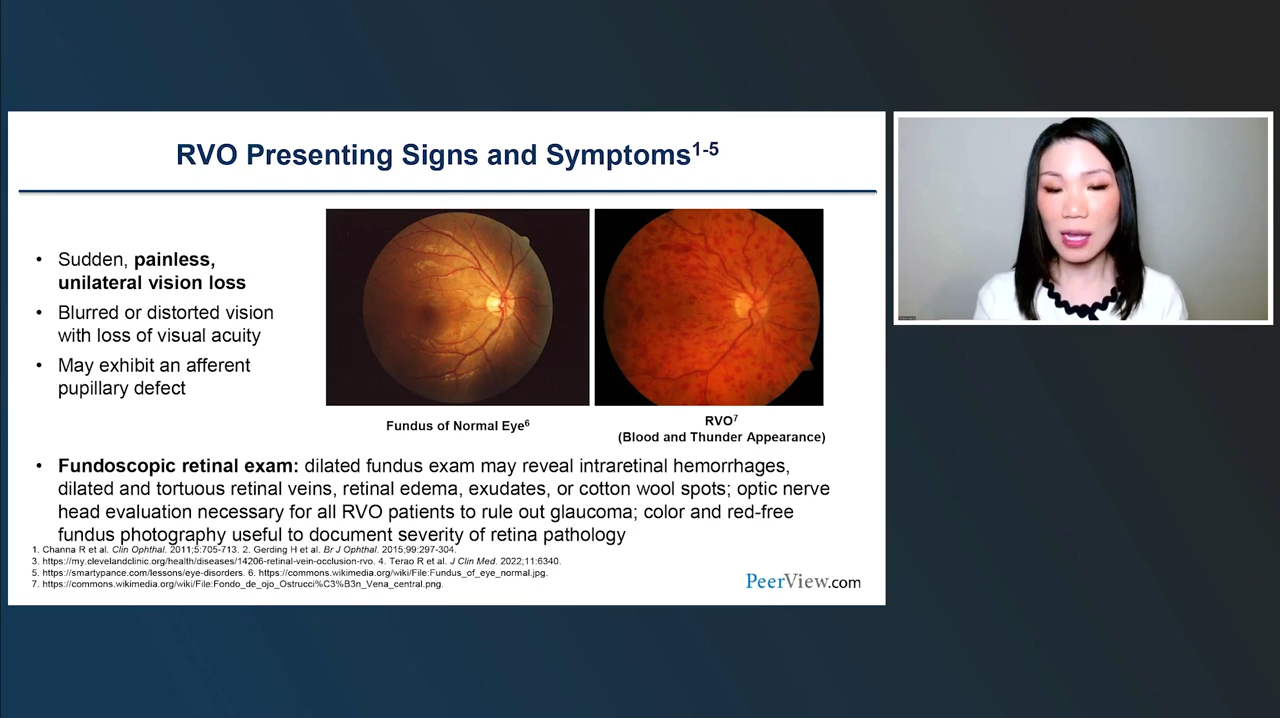 RVO Presenting Signs and Symptoms1-5
• Sudden, painless,
unilateral vision loss
• Blurred or distorted vision
with loss of visual acuity
• May exhibit an afferent
pupillary defect
Fundus of Normal Eye6
RVO7
(Blood and Thunder Appearance)
• Fundoscopic retinal exam: dilated fundus exam may reveal intraretinal hemorrhages,
dilated and tortuous retinal veins, retinal edema, exudates, or cotton wool spots; optic nerve
head evaluation necessary for all RVO patients to rule out glaucoma; color and red-free
fundus photography useful to document severity of retina pathology
1. Channa R et al. Clin Ophthal. 2011;5:705-713. 2. Gerding H et al. Br J Ophthal. 2015;99:297-304.
3. https://my.clevelandclinic.org/health/diseases/14206-retinal-vein-occlusion-rvo. 4. Terao R et al. J Clin Med. 2022;11:6340.
5. https://smartypance.com/lessons/eye-disorders. 6. https://commons.wikimedia.org/wiki/File:Fundus_of_eye_normal.jpg.
7. https://commons.wikimedia.org/wiki/File:Fondo_de_ojo_Ostrucci%C3%B3n_Vena_central.png.
PeerView.com